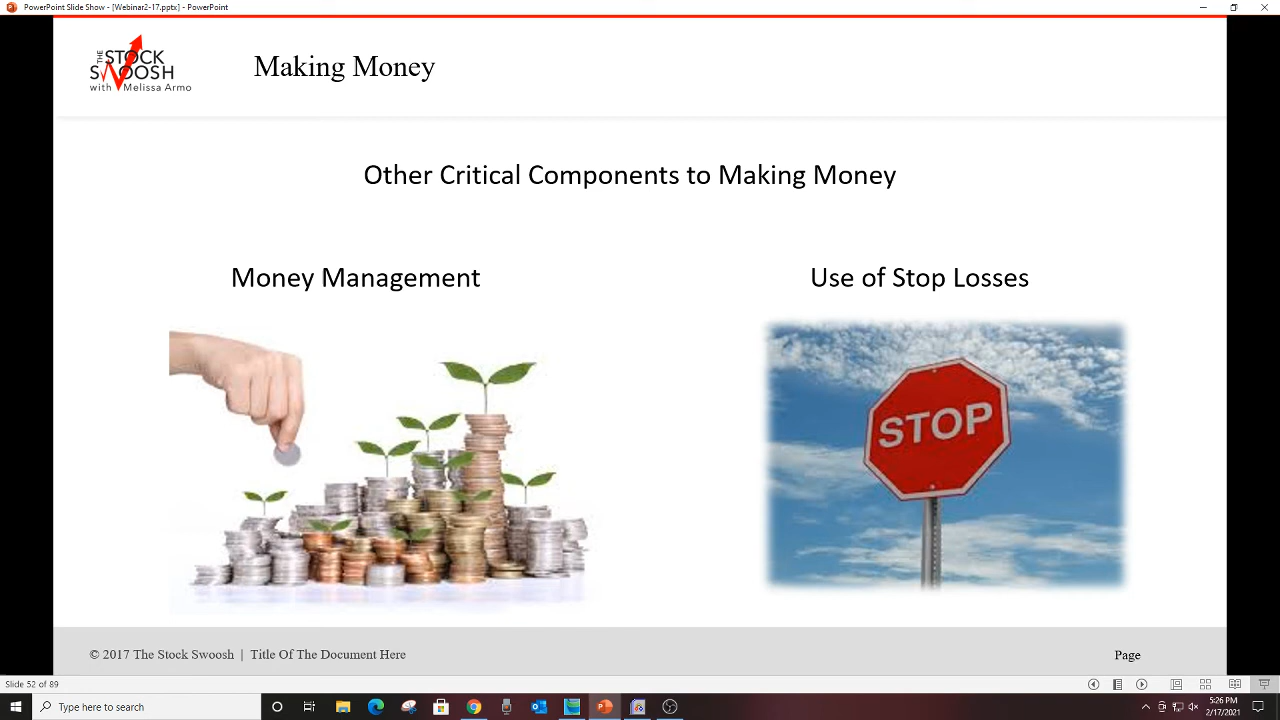 PowerPoint Slide Show - [Webinar2-17.pptx] - PowerPoint
THE STOCK
SWOOSH
with Melissa Armo
Making Money
Other Critical Components to Making Money
Money Management
Use of Stop Losses
STOP
© 2017 The Stock Swoosh | Title Of The Document Here
Page
Slide 52 of 89
Type here to search
5:26 PM
2/17/2021